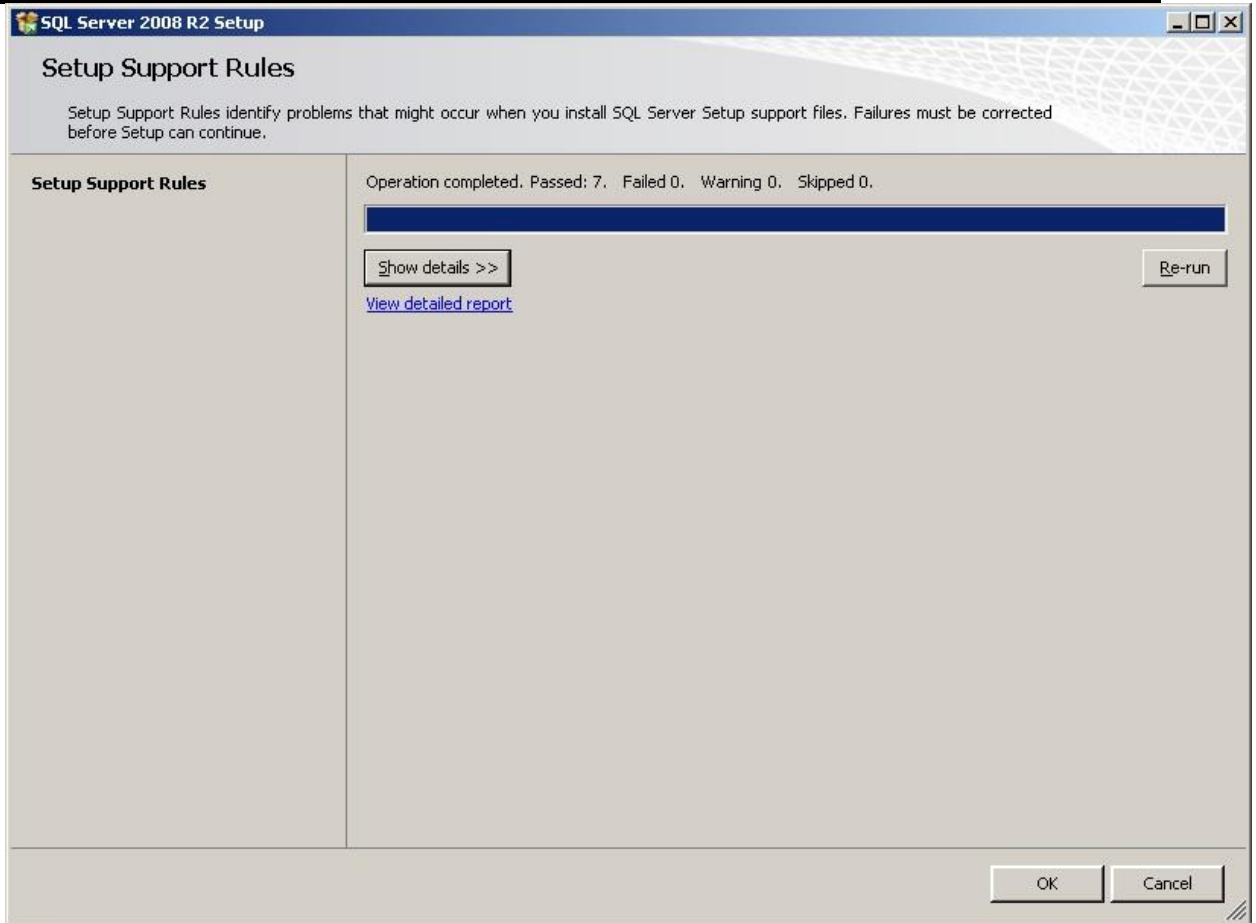 SQL Server 2008 R2 Setup
Setup Support Rules
Setup Support Rules identify problems that might occur when you install SQL Server Setup support files. Failures must be corrected
before Setup can continue.
Setup Support Rules
Operation completed. Passed: 7.   Failed 0.   Warning 0.   Skipped 0.
Show details >>
Re-run
View detailed report
OK
Cancel